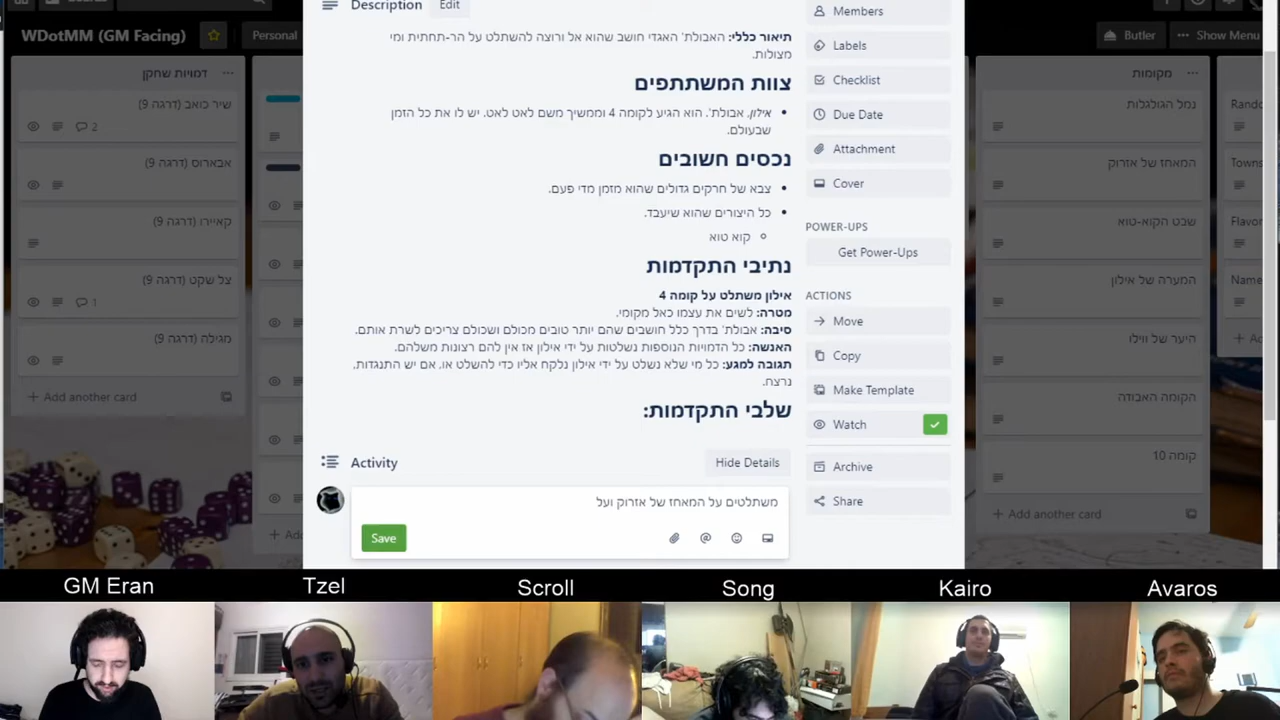 WDotMM (GM Facing)
Personal
Butler
Show Menu
דמויות שחקן
שיר כואב (דרגה 9)
2
אבארוס (דרגה 9)
קאיירו (דרגה 9)
צל שקט (דרגה 9)
1
מגילה (דרגה 9)
+ Add another card
Description
Edit
תיאור כללי: האבולת' האגדי חושב שהוא אל ורוצה להשתלט על הר-תחתית ומי
מצולות.
צוות המשתתפים
אילון, אבולת'. הוא הגיע לקומה 4 וממשיך משם לאט לאט. יש לו את כל הזמן
שבעולם.
נכסים חשובים
צבא של חרקים גדולים שהוא מזמן מדי פעם.
כל היצורים שהוא שיעבד.
קוא טוא
נתיבי התקדמות
אילון משתלט על קומה 4
מטרה: לשים את עצמו כאל מקומי.
סיבה: אבולת' בדרך כלל חושבים שהם יותר טובים מכולם ושכולם צריכים לשרת אותם.
האנשה: כל הדמויות הנוספות נשלטות על ידי אילון אז אין להם רצונות משלהם.
תגובה למגע: כל מי שלא נשלט על ידי אילון נלקח אליו כדי להשלט או, אם יש התנגדות,
נרצח.
שלבי התקדמות:
Activity
Hide Details
משתלטים על המאחז של אזרוק ועל
Save
Members
Labels
Checklist
Due Date
Attachment
Cover
POWER-UPS
Get Power-Ups
ACTIONS
Move
Copy
Make Template
Watch
Archive
Share
מקומות
נמל הגולגלות
המאחז של אזרוק
שבט הקוא-טוא
המערה של אילון
היער של ווילו
הקומה האבודה
קומה 10
+ Add another card
GM Eran
Tzel
Scroll
Song
Kairo
Avaros